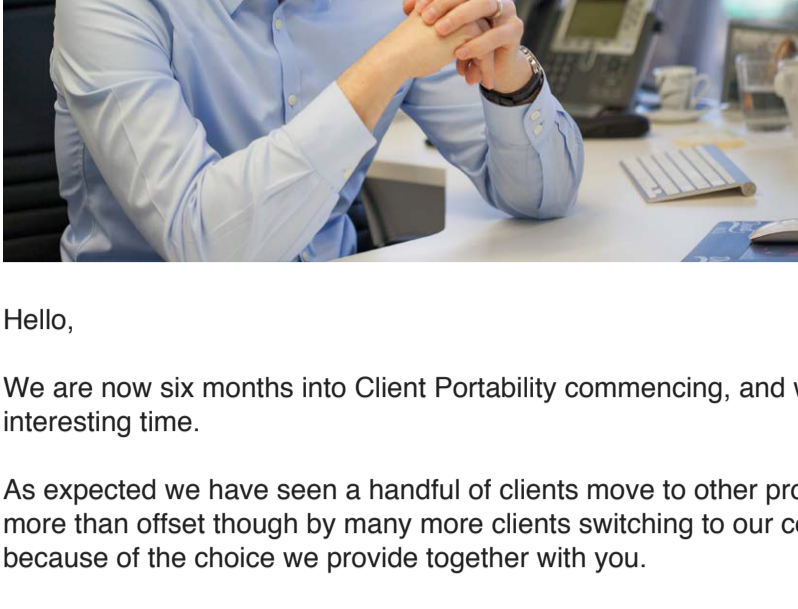 Hello,
We are now six months into Client Portability commencing, and
interesting time.
As expected we have seen a handful of clients move to other
more than offset though by many more clients switching to our
because of the choice we provide together with you.